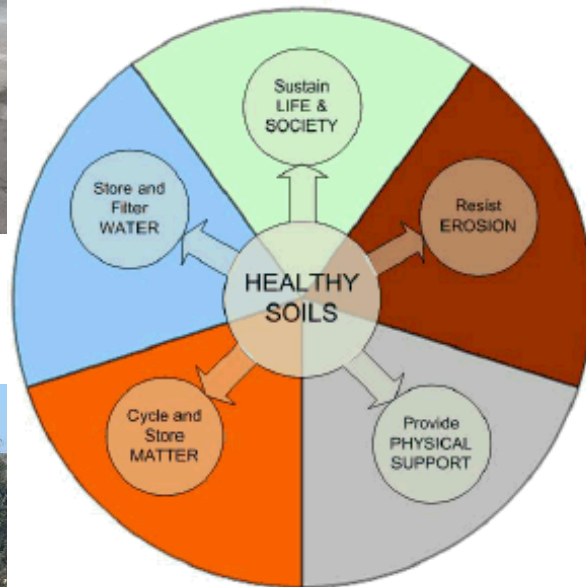 Sustain
LIFE &
SOCIETY
Store and
Filter
WATER
Resist
EROSION
HEALTHY
SOILS
Cycle and
Store
MATTER
Provide
PHYSICAL
SUPPORT